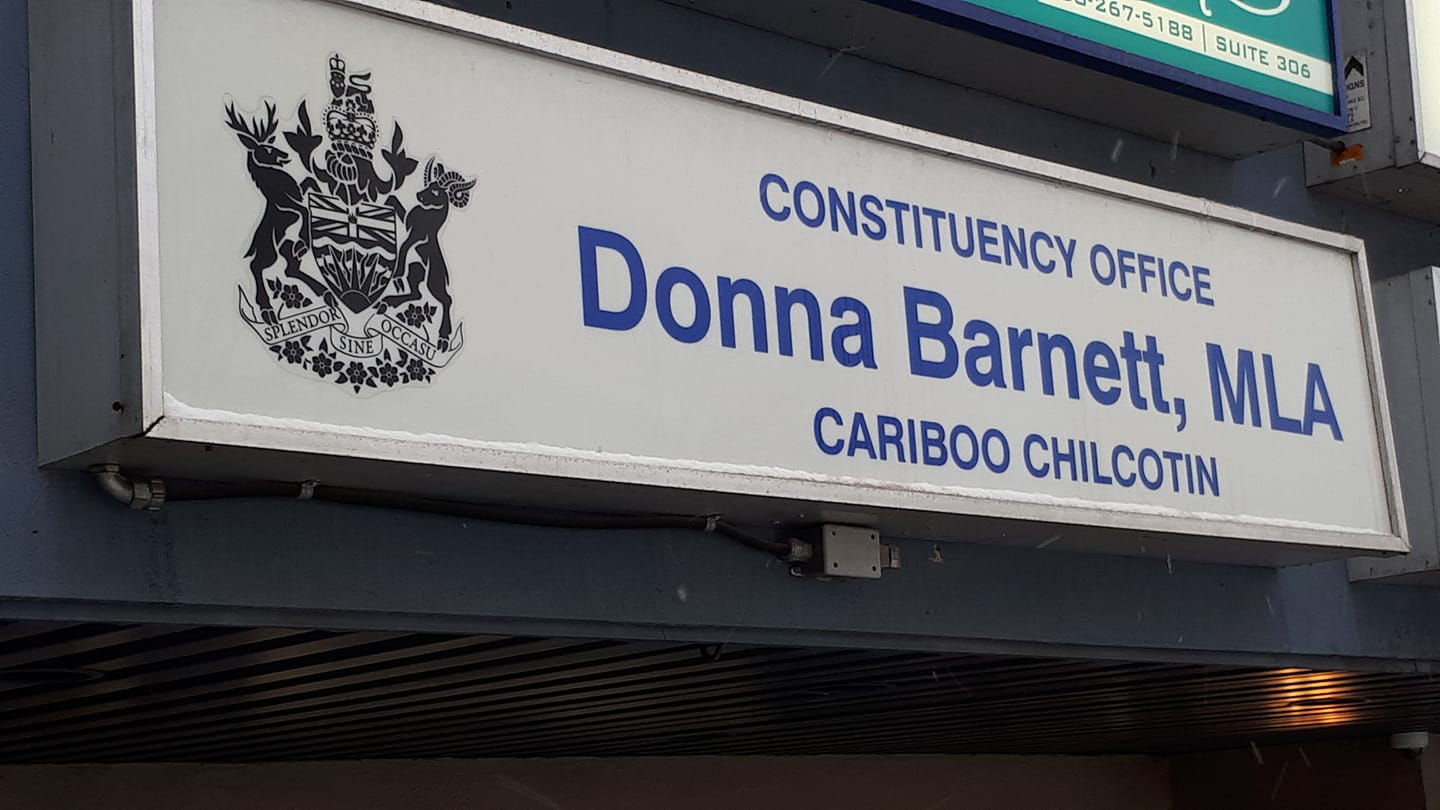 267-5188 | SUITE 306
CONSTITUENCY OFFICE
Donna Barnett, MLA
CARIBOO CHILCOTIN
SPLENDOR SINE OCCASU